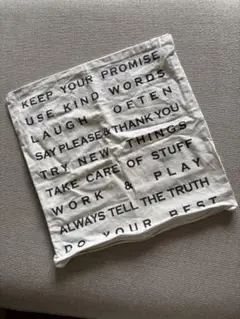 KEEP YOUR PROMISE
USE KIND WORDS
LAUGH OFTEN
SAY PLEASE & THANK YOU
TRY NEW THINGS
TAKE CARE OF STUFF
WORK & PLAY
ALWAYS TELL THE TRUTH
DO YOUR BEST